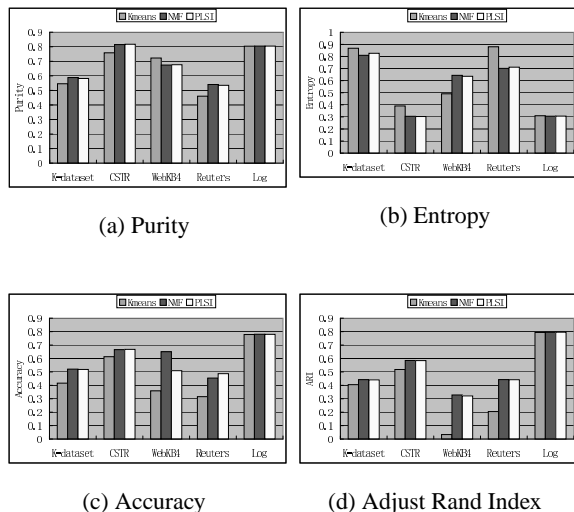 Kmeans NMF PLSI
Purity
0.9
0.8
0.7
0.6
0.5
0.4
0.3
0.2
0.1
0
K-dataset CSTR WebKB4 Reuters Log
(a) Purity
Kmeans NMF PLSI
Entropy
1
0.9
0.8
0.7
0.6
0.5
0.4
0.3
0.2
0.1
0
K-dataset CSTR WebKB4 Reuters Log
(b) Entropy
Kmeans NMF PLSI
Accuracy
0.9
0.8
0.7
0.6
0.5
0.4
0.3
0.2
0.1
0
K-dataset CSTR WebKB4 Reuters Log
(c) Accuracy
Kmeans NMF PLSI
ARI
0.9
0.8
0.7
0.6
0.5
0.4
0.3
0.2
0.1
0
K-dataset CSTR WebKB4 Reuters Log
(d) Adjust Rand Index